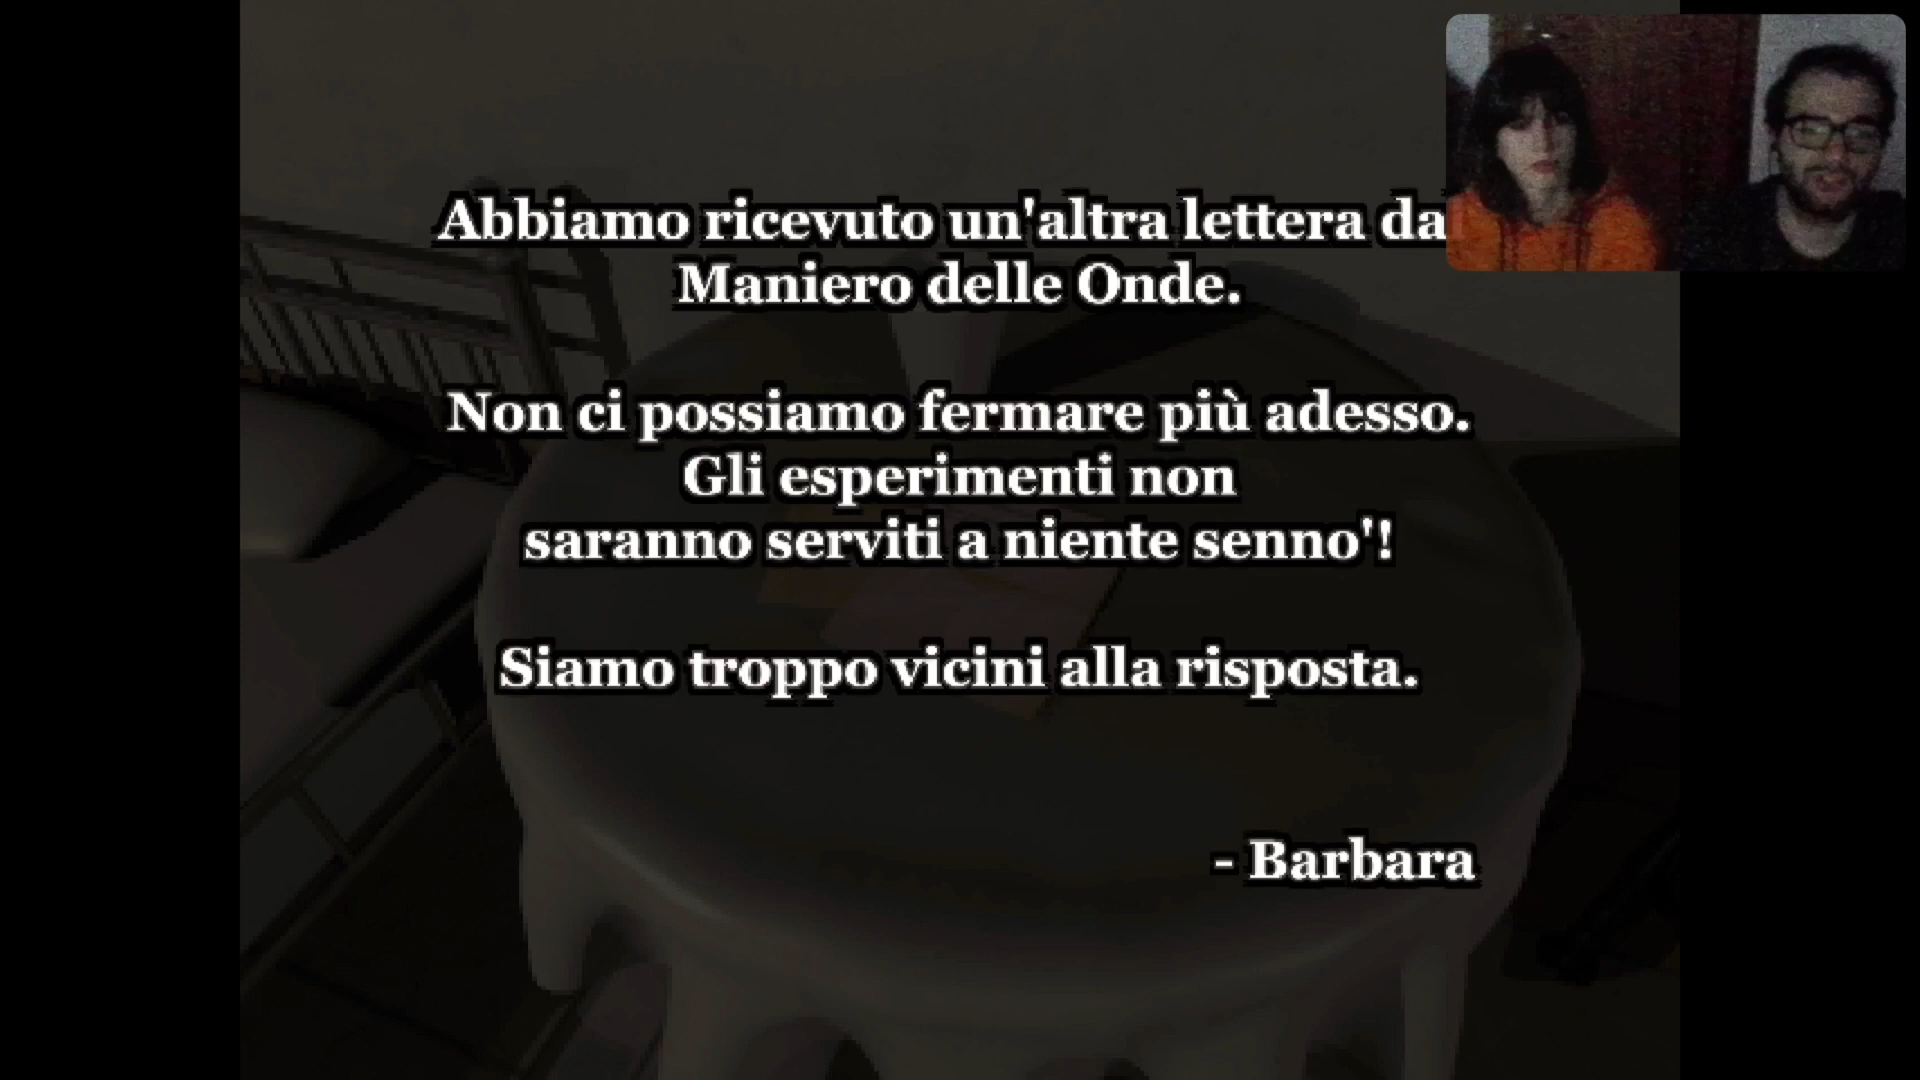 Abbiamo ricevuto un'altra lettera da
Maniero delle Onde.
Non ci possiamo fermare più adesso.
Gli esperimenti non
saranno serviti a niente senno'!
Siamo troppo vicini alla risposta.
- Barbara